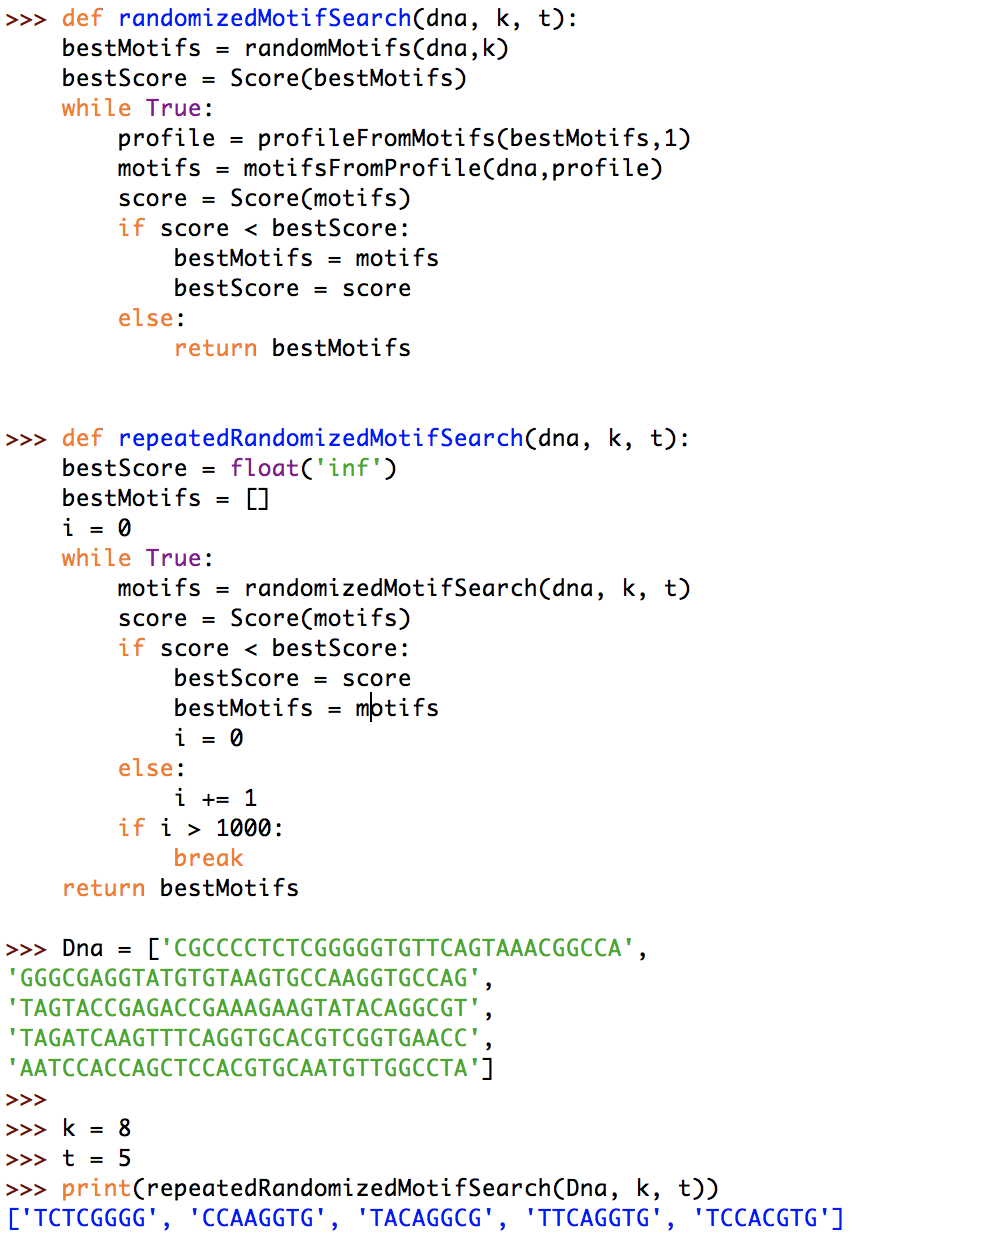 >>> def randomizedMotifSearch(dna, k, t):
    bestMotifs = randomMotifs(dna,k)
    bestScore = Score(bestMotifs)
    while True:
        profile = profileFromMotifs(bestMotifs,1)
        motifs = motifsFromProfile(dna,profile)
        score = Score(motifs)
        if score < bestScore:
            bestMotifs = motifs
            bestScore = score
        else:
            return bestMotifs
>>> def repeatedRandomizedMotifSearch(dna, k, t):
    bestScore = float('inf')
    bestMotifs = []
    i = 0
    while True:
        motifs = randomizedMotifSearch(dna, k, t)
        score = Score(motifs)
        if score < bestScore:
            bestScore = score
            bestMotifs = motifs
            i = 0
        else:
            i += 1
        if i > 1000:
            break
    return bestMotifs
>>> Dna = ['CGCCCCTCTCGGGGGTGTTCAGTAAACGGCCA',
'GGGCGAGGTATGTGTAAGTGCCAAGGTGCCAG',
'TAGTACCGAGACCGAAAGAAGTATACAGGCGT',
'TAGATCAAGTTTCAGGTGCACGTCGGTGAACC',
'AATCCACCAGCTCCACGTGCAATGTTGGCCTA']
>>>
>>> k = 8
>>> t = 5
>>> print(repeatedRandomizedMotifSearch(Dna, k, t))
['TCTCGGGG', 'CCAAGGTG', 'TACAGGCG', 'TTCAGGTG', 'TCCACGTG']